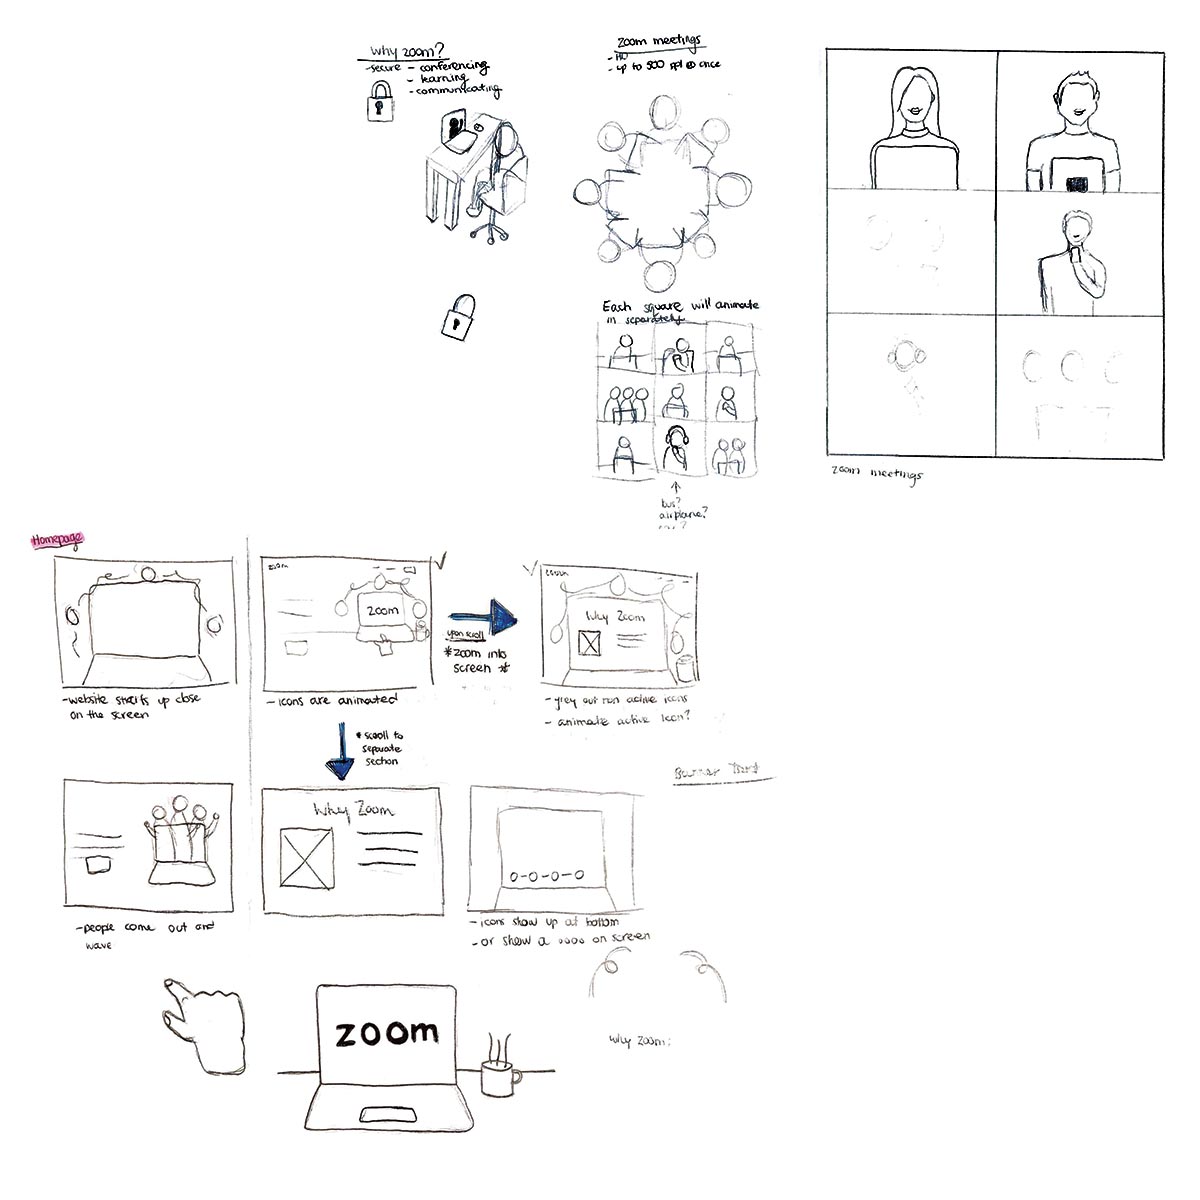 why zoom?
- secure - conferencing
- learning
- communicating
zoom meetings
- HD
- up to 500 ppl @ once
Each square will animate
in separately
bus?
airplane?
zoom meetings
Homepage
- website starts up close
on the screen
zoom
zoom
- icons are animated
upon scroll
* zoom into
screen *
zoom
Why Zoom
- grey out non active icons
- animate active icon?
* scroll to
separate
section
- people come out and
wave
Why Zoom
- icons show up at bottom
- or show a oooo on screen
zoom
why zoom: